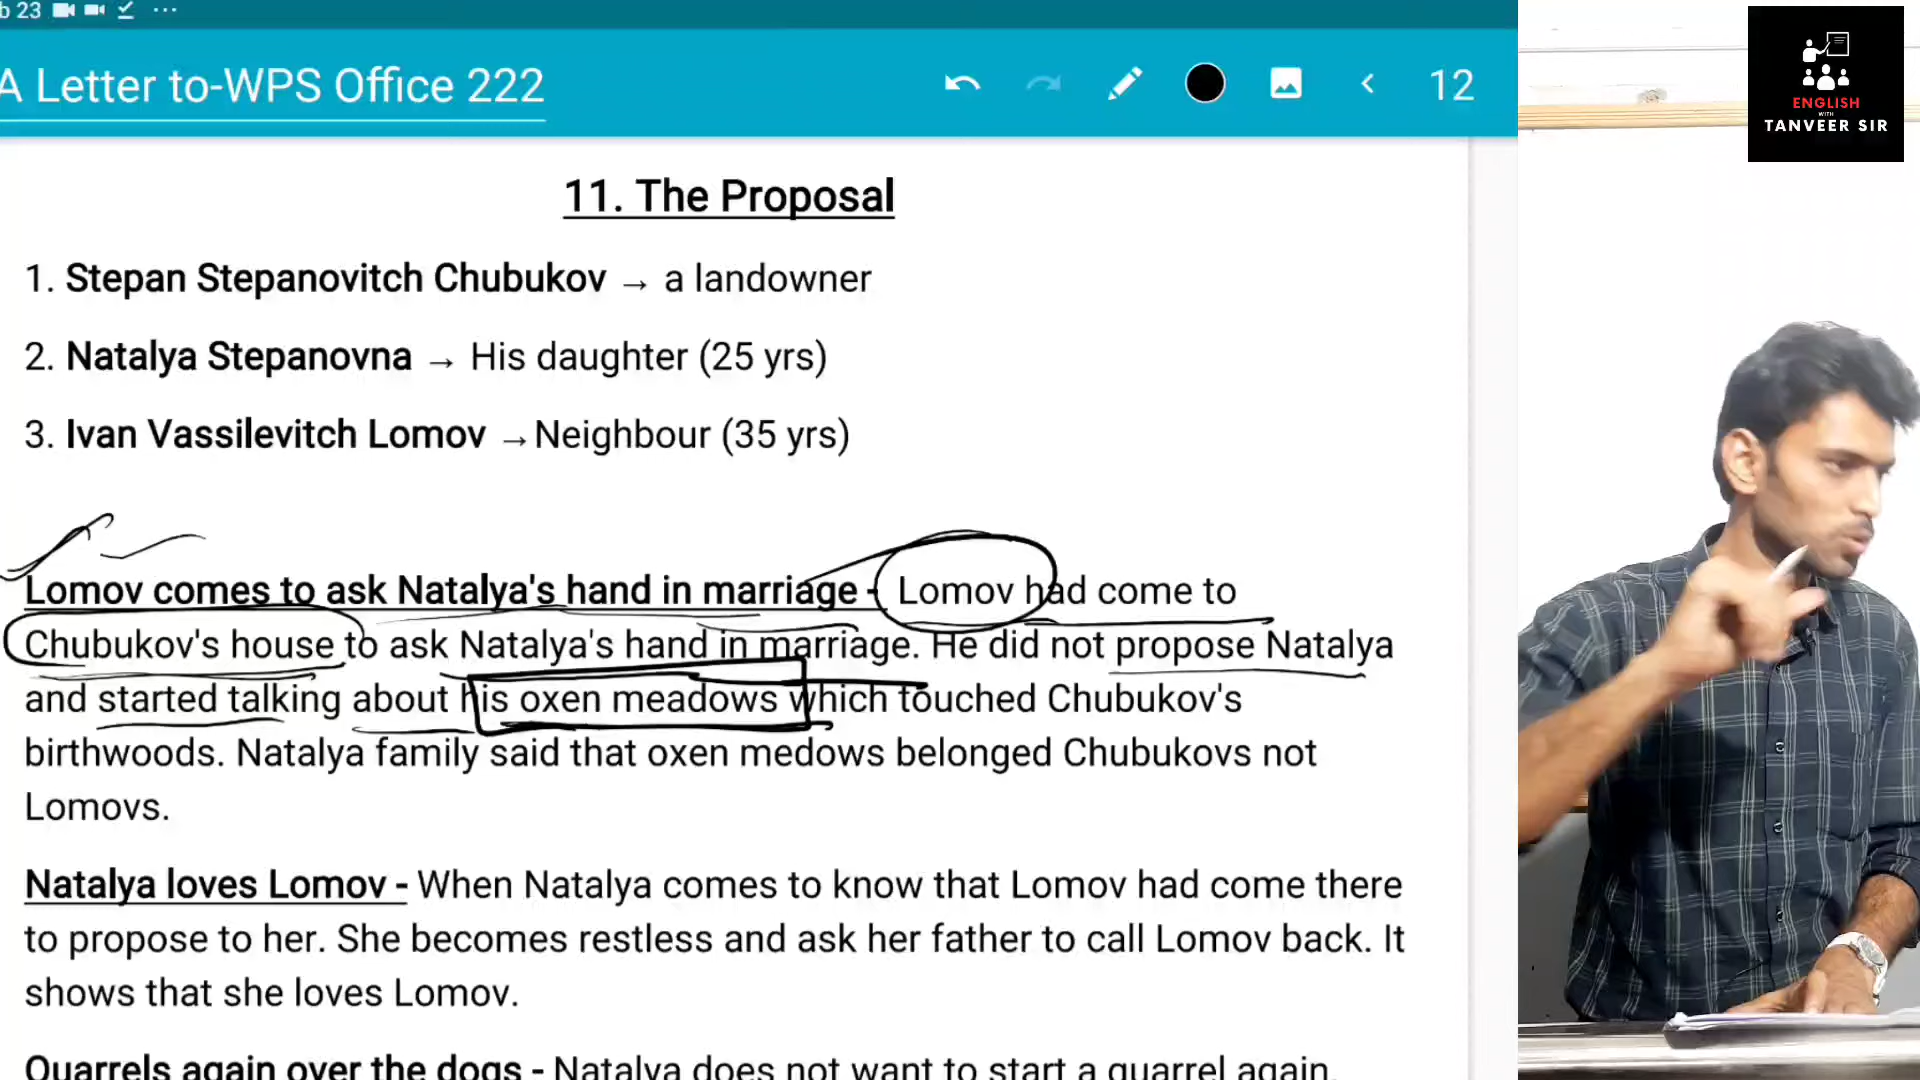 b 23
A Letter to-WPS Office 222
12
ENGLISH
WITH
TANVEER SIR
11. The Proposal
1. Stepan Stepanovitch Chubukov → a landowner
2. Natalya Stepanovna → His daughter (25 yrs)
3. Ivan Vassilevitch Lomov →Neighbour (35 yrs)
Lomov comes to ask Natalya's hand in marriage - Lomov had come to
Chubukov's house to ask Natalya's hand in marriage. He did not propose Natalya
and started talking about his oxen meadows which touched Chubukov's
birthwoods. Natalya family said that oxen medows belonged Chubukovs not
Lomovs.
Natalya loves Lomov - When Natalya comes to know that Lomov had come there
to propose to her. She becomes restless and ask her father to call Lomov back. It
shows that she loves Lomov.
Quarrels again over the dogs - Natalya does not want to start a quarrel again.